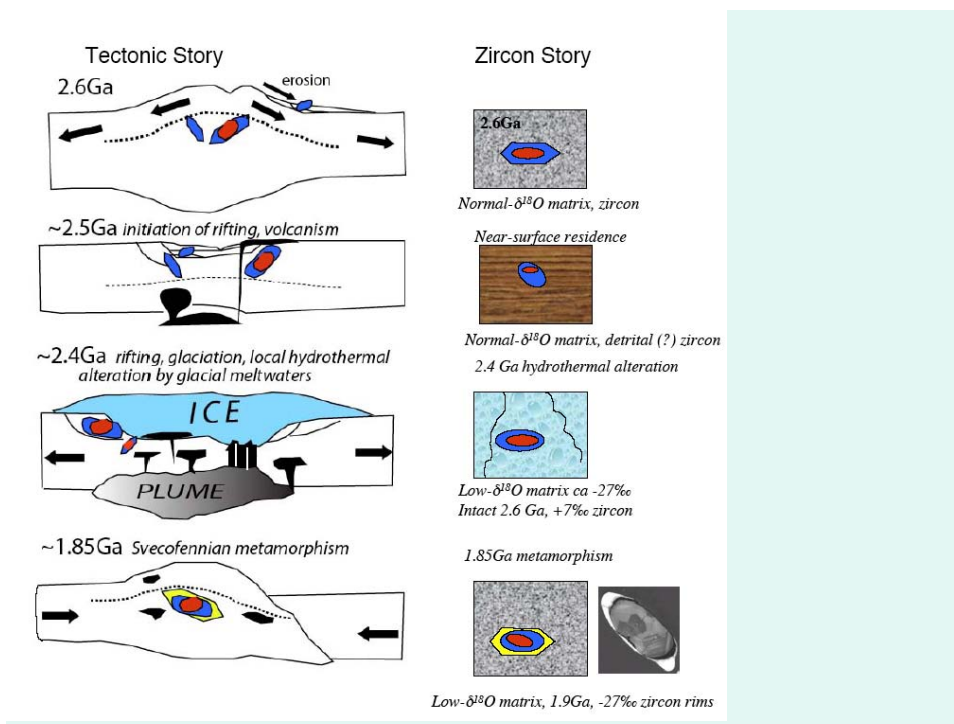 Tectonic Story
Zircon Story
2.6Ga
erosion
2.6Ga
Normal-δ¹⁸O matrix, zircon
~2.5Ga initiation of rifting, volcanism
Near-surface residence
Normal-δ¹⁸O matrix, detrital (?) zircon
~2.4Ga rifting, glaciation, local hydrothermal
alteration by glacial meltwaters
2.4 Ga hydrothermal alteration
ICE
PLUME
Low-δ¹⁸O matrix ca -27‰
Intact 2.6 Ga, +7‰ zircon
~1.85Ga Svecofennian metamorphism
1.85Ga metamorphism
Low-δ¹⁸O matrix, 1.9Ga, -27‰ zircon rims